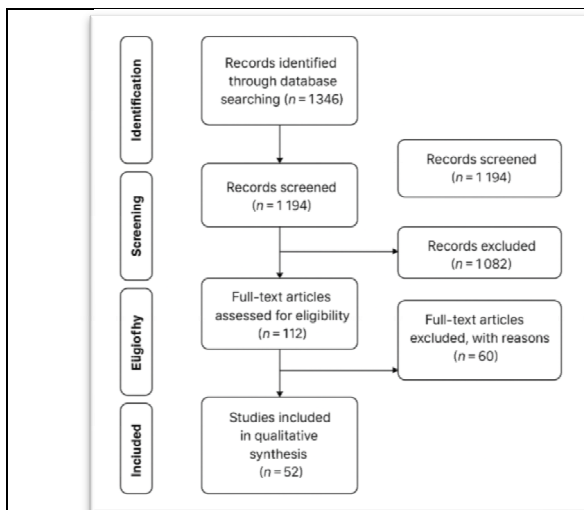 Identification
Records identified
through database
searching (n = 1346)
Records screened
(n = 1 194)
Screening
Records screened
(n = 1 194)
Records excluded
(n = 1082)
Eligiofhy
Full-text articles
assessed for eligibility
(n = 112)
Full-text articles
excluded, with reasons
(n = 60)
Included
Studies included
in qualitative
synthesis
(n = 52)